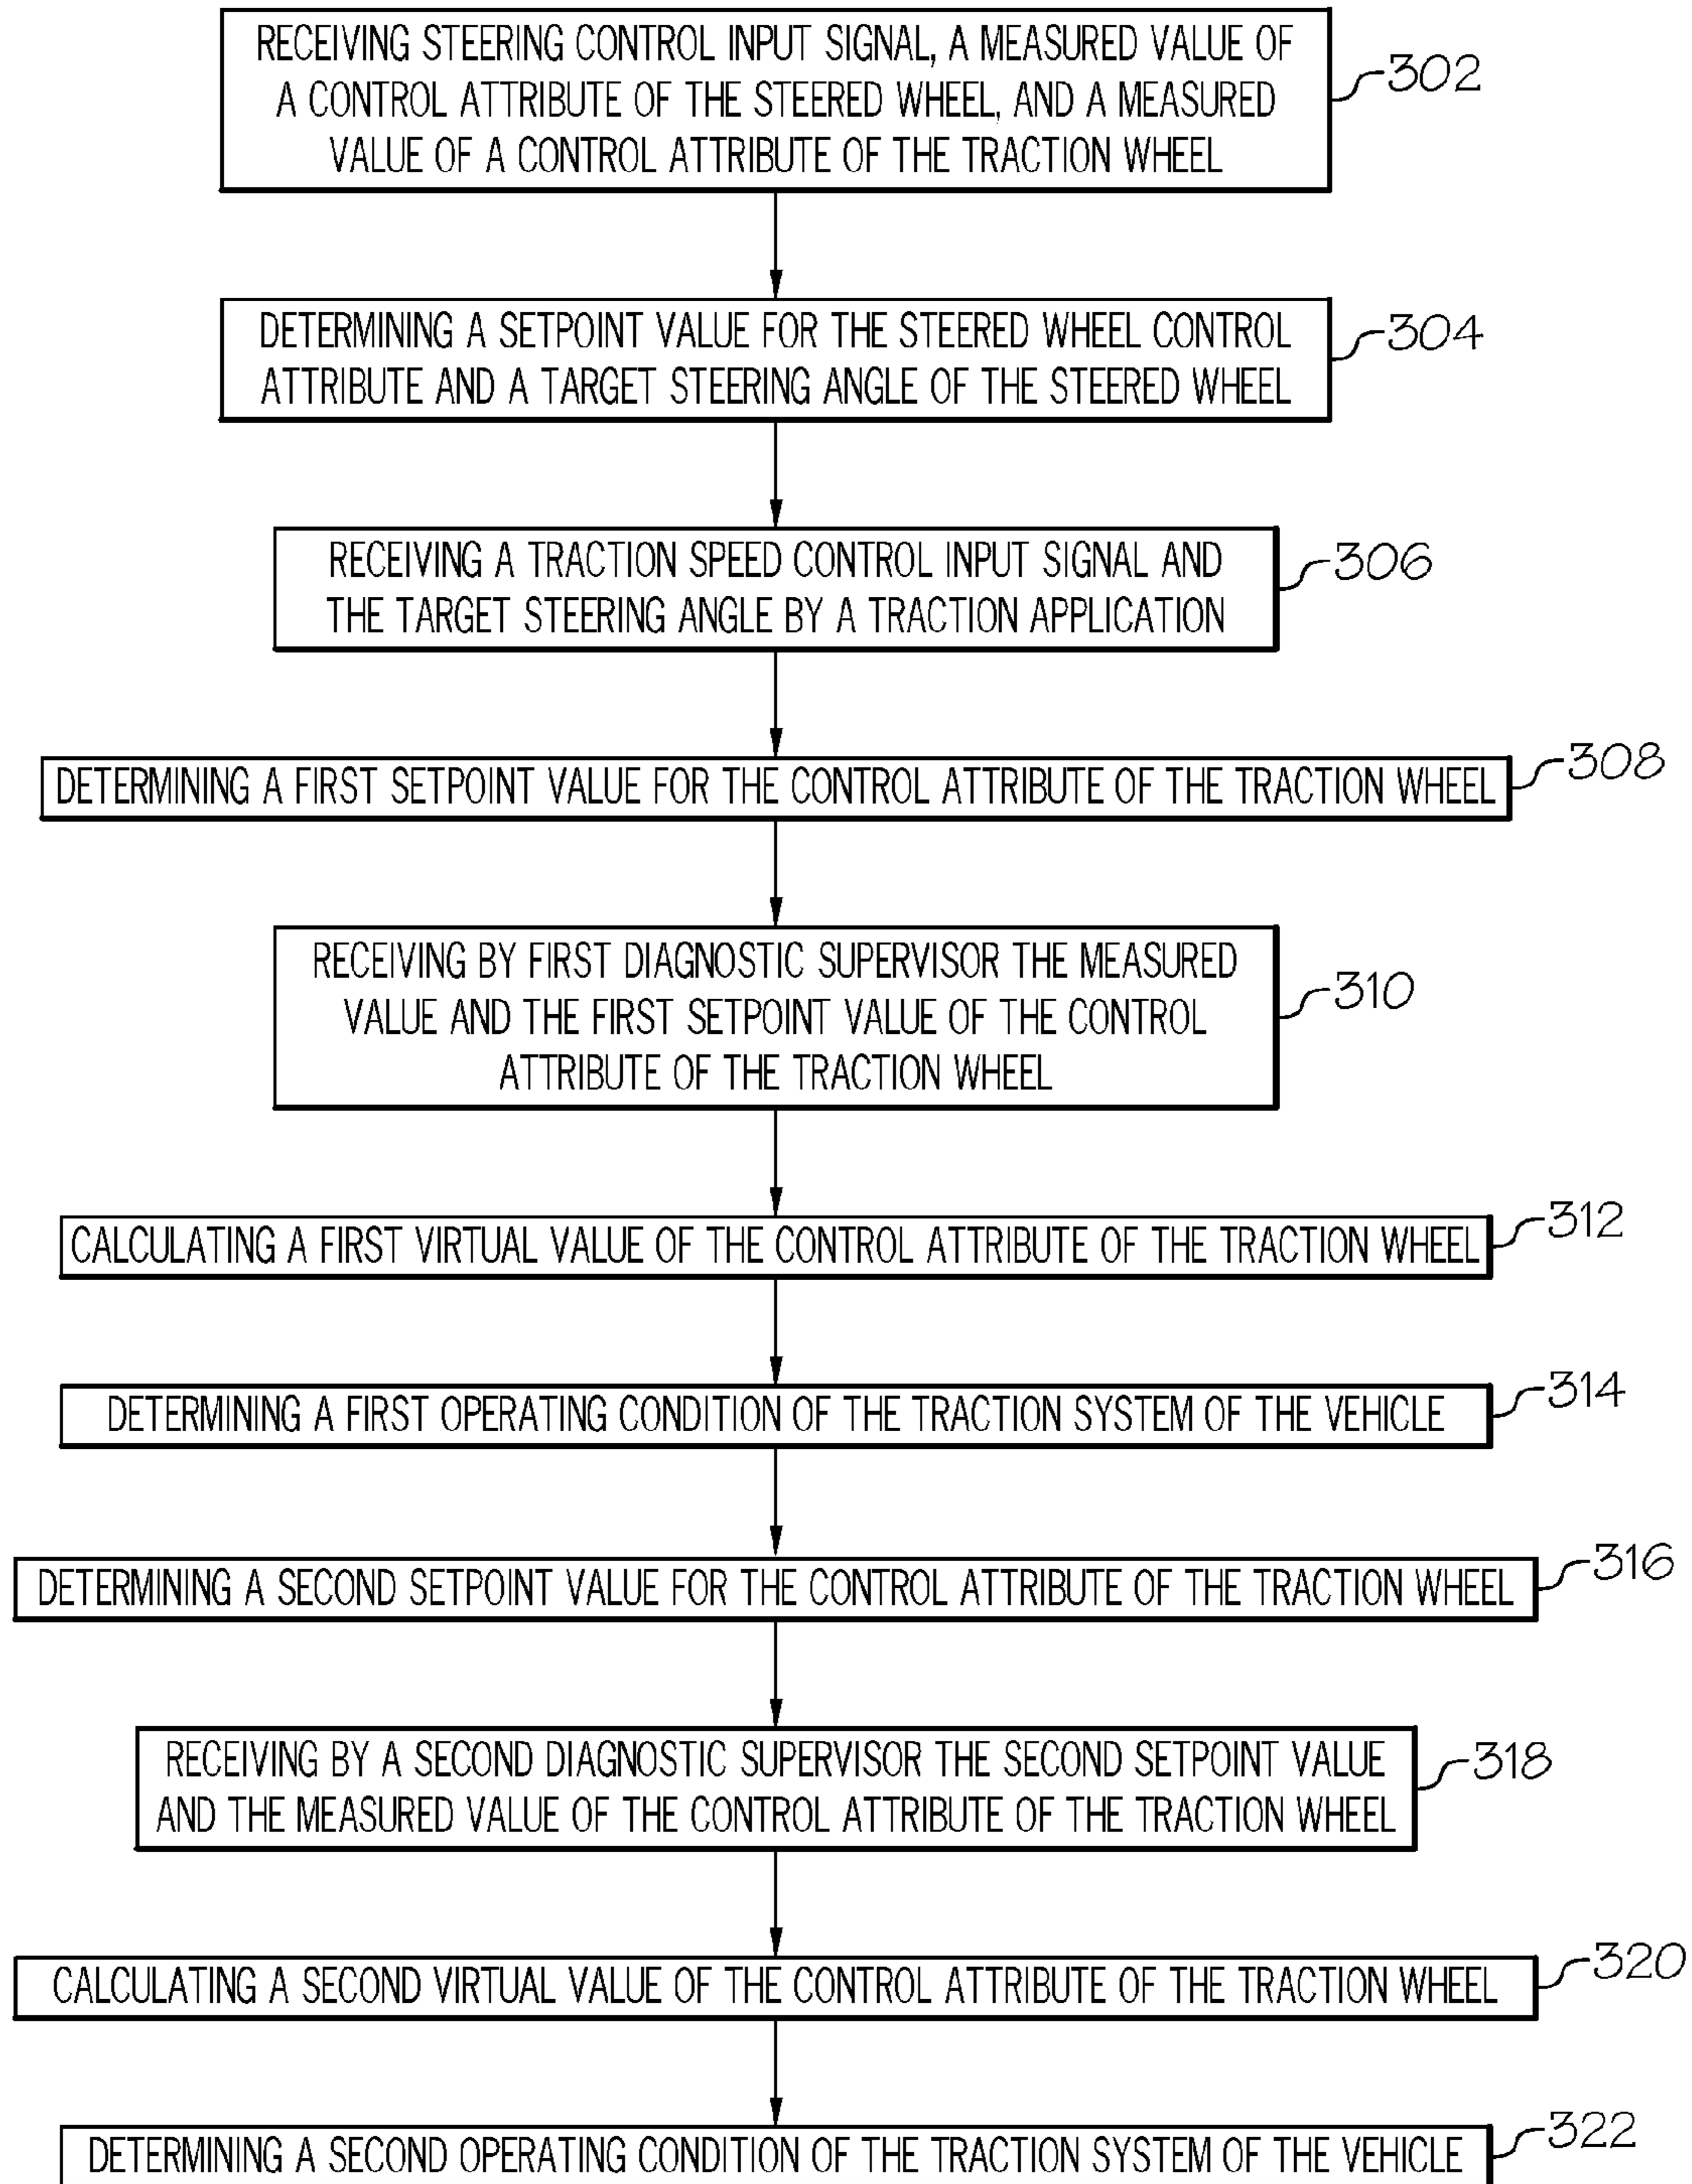 RECEIVING STEERING CONTROL INPUT SIGNAL, A MEASURED VALUE OF
A CONTROL ATTRIBUTE OF THE STEERED WHEEL, AND A MEASURED
VALUE OF A CONTROL ATTRIBUTE OF THE TRACTION WHEEL
302
DETERMINING A SETPOINT VALUE FOR THE STEERED WHEEL CONTROL
ATTRIBUTE AND A TARGET STEERING ANGLE OF THE STEERED WHEEL
304
RECEIVING A TRACTION SPEED CONTROL INPUT SIGNAL AND
THE TARGET STEERING ANGLE BY A TRACTION APPLICATION
306
DETERMINING A FIRST SETPOINT VALUE FOR THE CONTROL ATTRIBUTE OF THE TRACTION WHEEL
308
RECEIVING BY FIRST DIAGNOSTIC SUPERVISOR THE MEASURED
VALUE AND THE FIRST SETPOINT VALUE OF THE CONTROL
ATTRIBUTE OF THE TRACTION WHEEL
310
CALCULATING A FIRST VIRTUAL VALUE OF THE CONTROL ATTRIBUTE OF THE TRACTION WHEEL
312
DETERMINING A FIRST OPERATING CONDITION OF THE TRACTION SYSTEM OF THE VEHICLE
314
DETERMINING A SECOND SETPOINT VALUE FOR THE CONTROL ATTRIBUTE OF THE TRACTION WHEEL
316
RECEIVING BY A SECOND DIAGNOSTIC SUPERVISOR THE SECOND SETPOINT VALUE
AND THE MEASURED VALUE OF THE CONTROL ATTRIBUTE OF THE TRACTION WHEEL
318
CALCULATING A SECOND VIRTUAL VALUE OF THE CONTROL ATTRIBUTE OF THE TRACTION WHEEL
320
DETERMINING A SECOND OPERATING CONDITION OF THE TRACTION SYSTEM OF THE VEHICLE
322